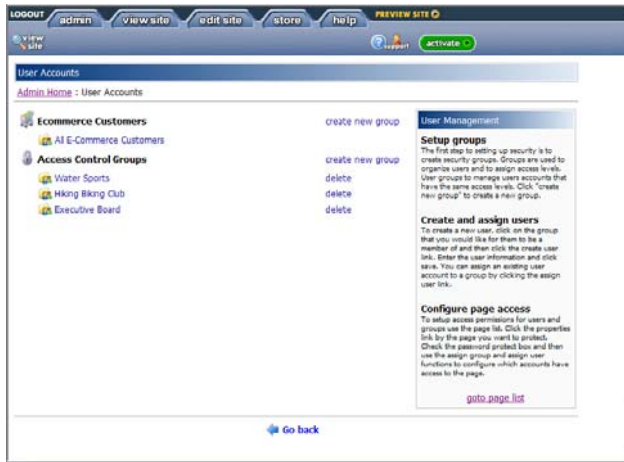 LOGOUT
admin
view site
edit site
store
help
PREVIEW SITE
view site
support
activate
User Accounts
Admin Home : User Accounts
Ecommerce Customers
create new group
All E-Commerce Customers
Access Control Groups
create new group
Water Sports
delete
Hiking Biking Club
delete
Executive Board
delete
User Management
Setup groups
The first step to setting up security is to
create security groups. Groups are used to
organize users and to assign access levels.
User groups to manage users accounts that
have the same access levels. Click "create
new group" to create a new group.
Create and assign users
To create a new user, click on the group
that you would like for them to be a
member of and then click the create user
link. Enter the user information and click
save. You can assign an existing user
account to a group by clicking the assign
user link.
Configure page access
To setup access permissions for users and
groups use the page list. Click the properties
link by the page you want to protect.
Check the password protect box and then
use the assign group and assign user
functions to configure which accounts have
access to the page.
goto page list
Go back